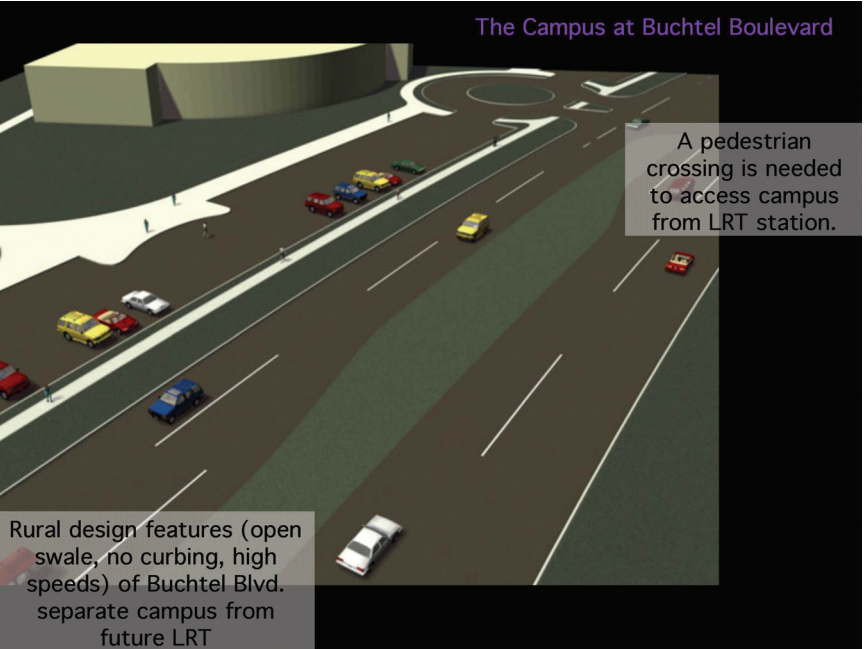 The Campus at Buchtel Boulevard
A pedestrian
crossing is needed
to access campus
from LRT station.
Rural design features (open
swale, no curbing, high
speeds) of Buchtel Blvd.
separate campus from
future LRT